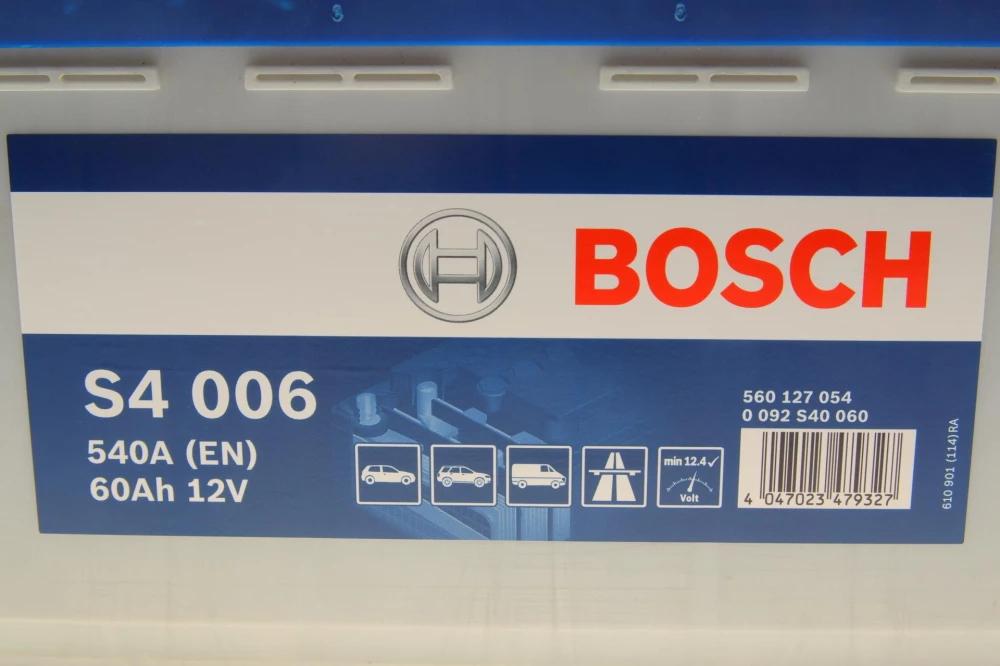 BOSCH
S4 006
540A (EN)
60Ah 12V
min 12.4 ✓
Volt
560 127 054
0 092 S40 060
4 047023 479327
610 901 (114)RA